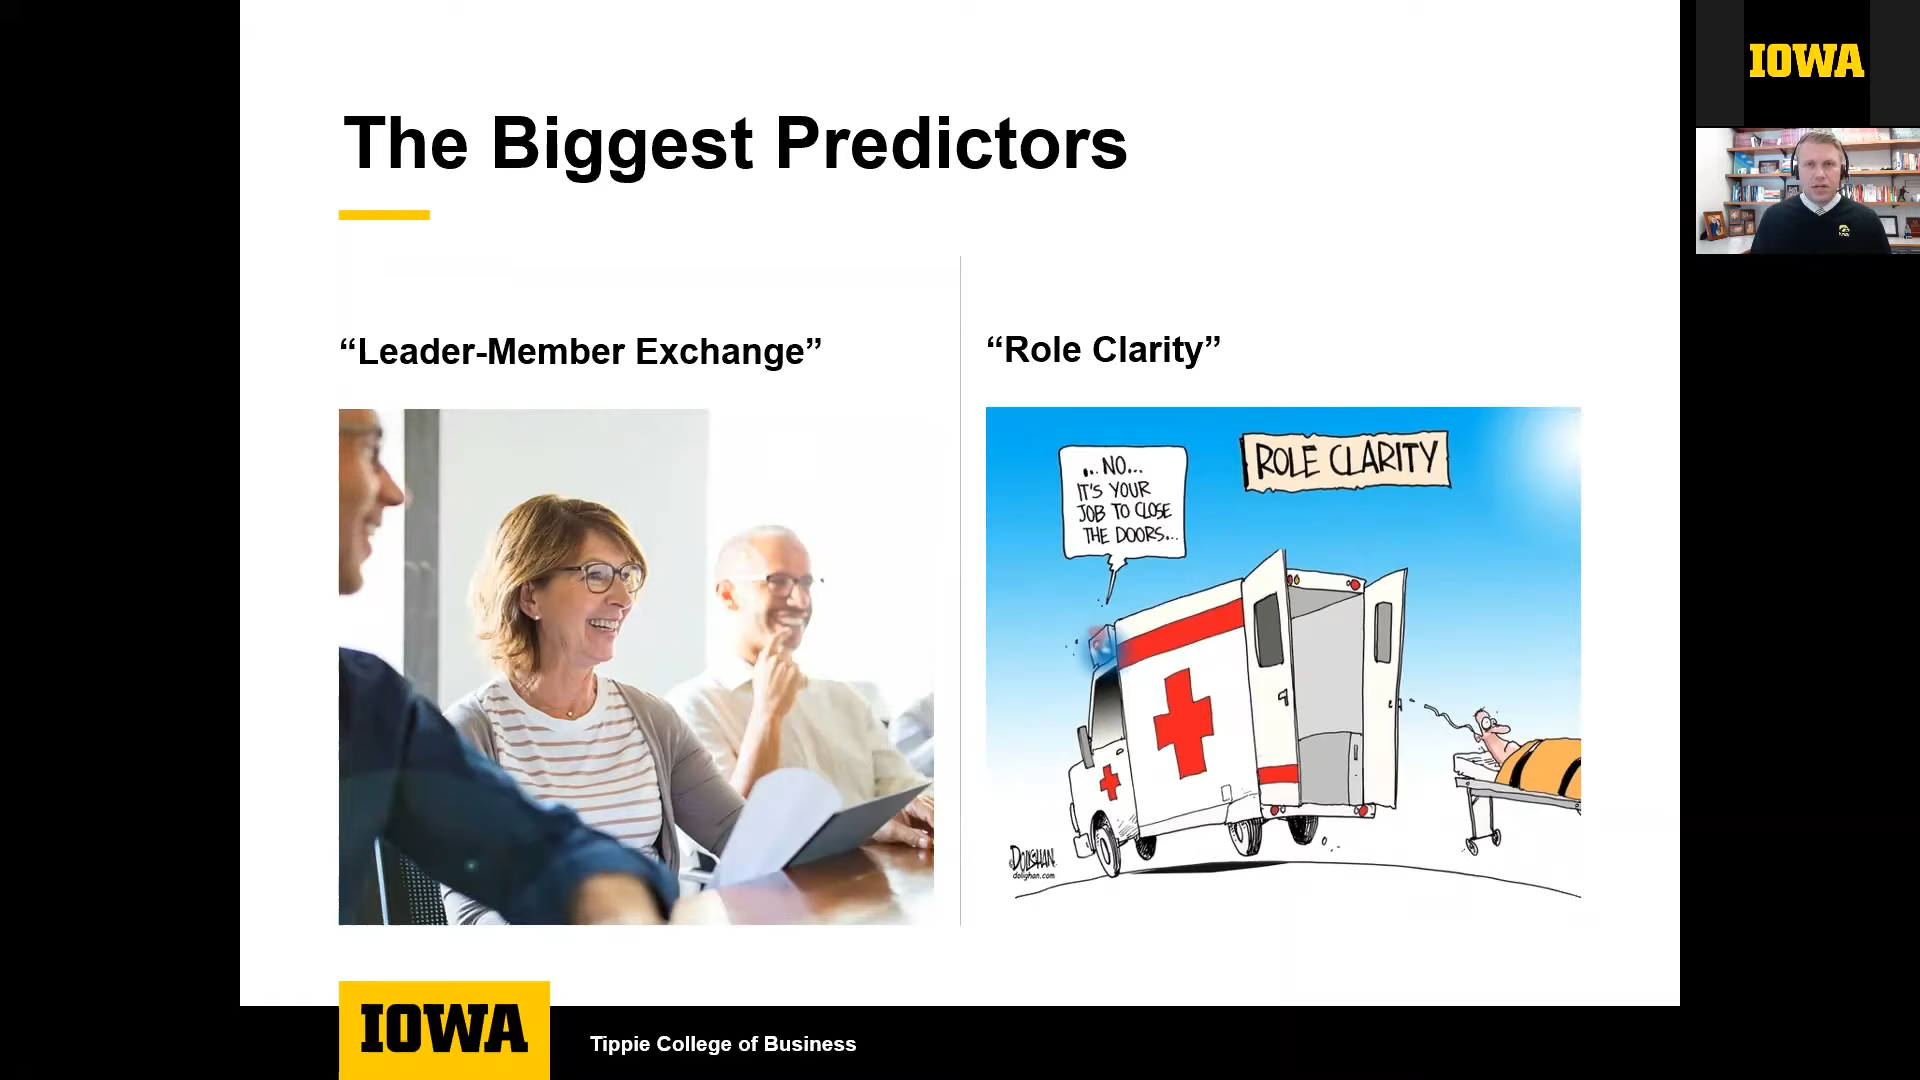 The Biggest Predictors
“Leader-Member Exchange”
“Role Clarity”
ROLE CLARITY
... NO...
IT'S YOUR
JOB TO CLOSE
THE DOORS...
DOLIGHAN
dolighan.com
IOWA
Tippie College of Business
IOWA